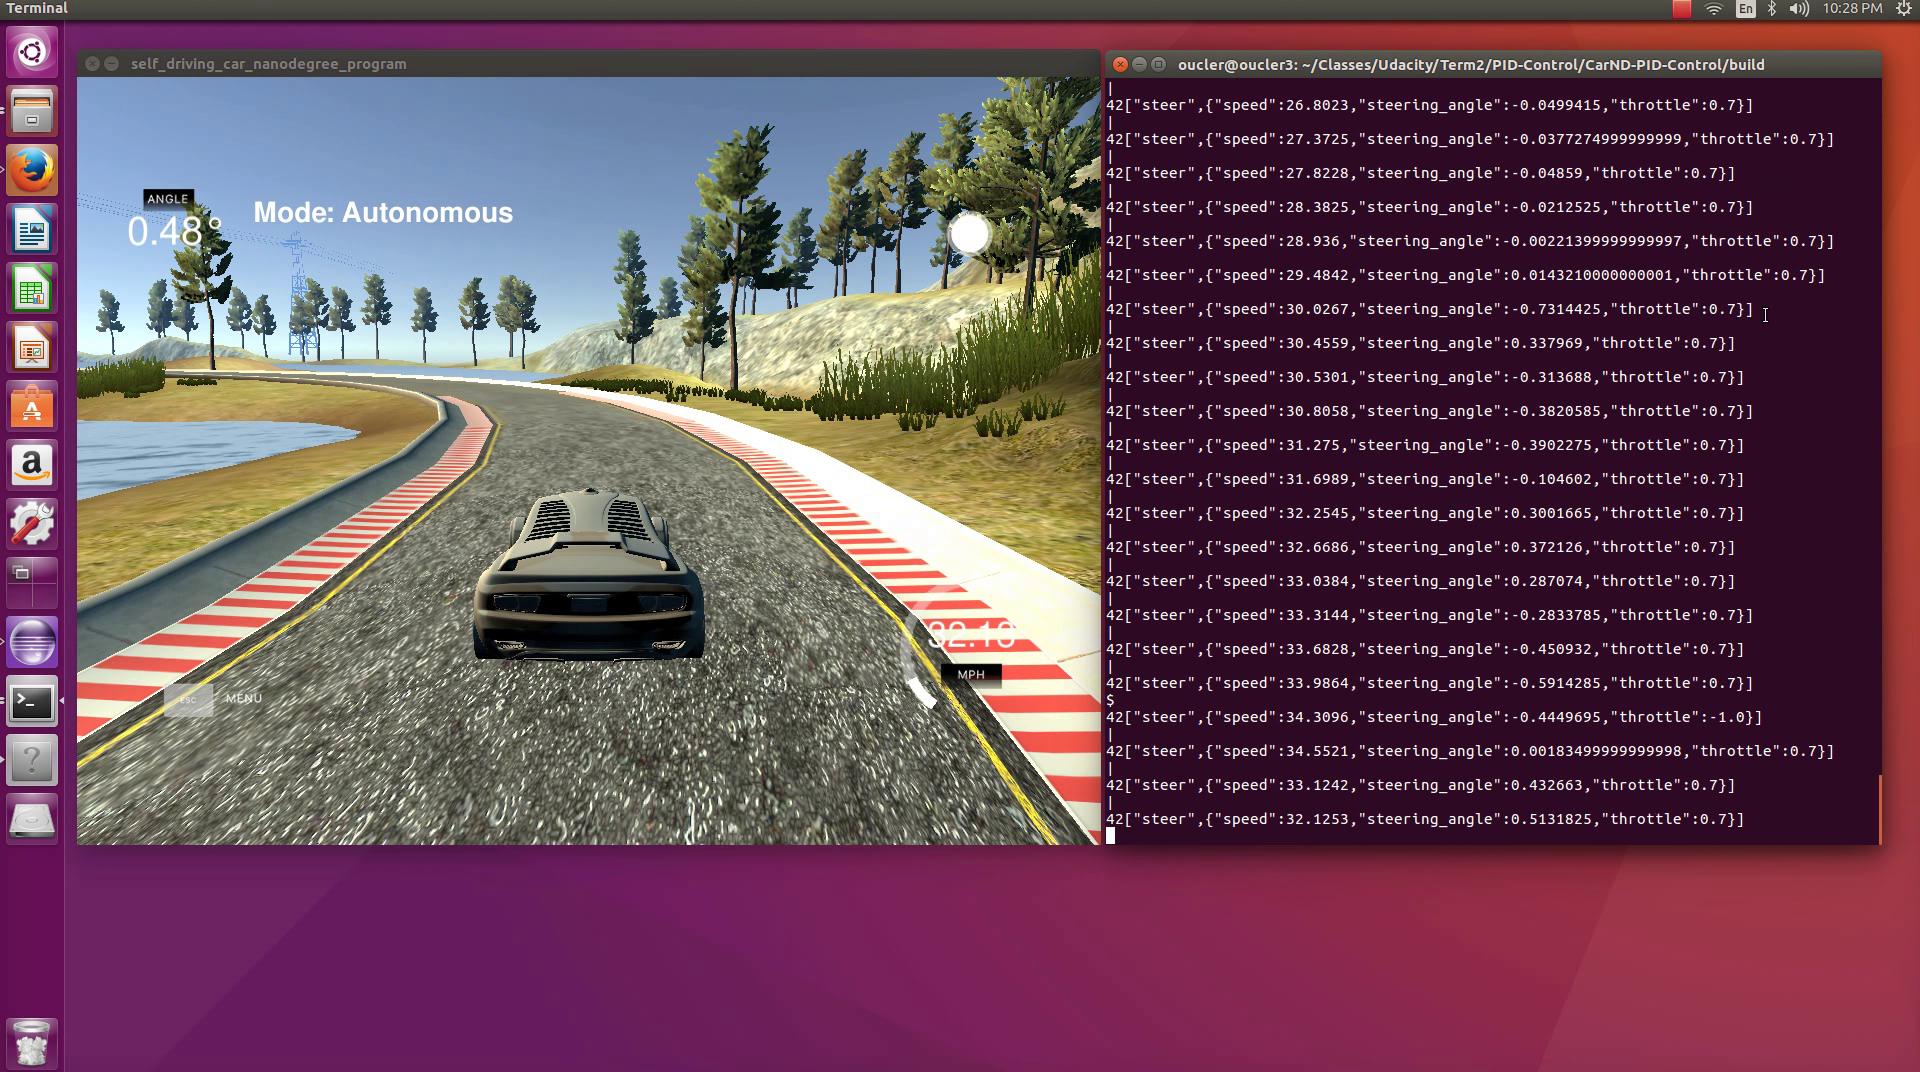 Terminal
En
10:28 PM
self_driving_car_nanodegree_program
ANGLE
0.48°
Mode: Autonomous
32.18
MPH
ESC
MENU
oucler@oucler3: ~/Classes/Udacity/Term2/PID-Control/CarND-PID-Control/build
|
42["steer",{"speed":26.8023,"steering_angle":-0.0499415,"throttle":0.7}]
|
42["steer",{"speed":27.3725,"steering_angle":-0.0377274999999999,"throttle":0.7}]
|
42["steer",{"speed":27.8228,"steering_angle":-0.04859,"throttle":0.7}]
|
42["steer",{"speed":28.3825,"steering_angle":-0.0212525,"throttle":0.7}]
|
42["steer",{"speed":28.936,"steering_angle":-0.00221399999999997,"throttle":0.7}]
|
42["steer",{"speed":29.4842,"steering_angle":0.0143210000000001,"throttle":0.7}]
|
42["steer",{"speed":30.0267,"steering_angle":-0.7314425,"throttle":0.7}]
|
42["steer",{"speed":30.4559,"steering_angle":0.337969,"throttle":0.7}]
|
42["steer",{"speed":30.5301,"steering_angle":-0.313688,"throttle":0.7}]
|
42["steer",{"speed":30.8058,"steering_angle":-0.3820585,"throttle":0.7}]
|
42["steer",{"speed":31.275,"steering_angle":-0.3902275,"throttle":0.7}]
|
42["steer",{"speed":31.6989,"steering_angle":-0.104602,"throttle":0.7}]
|
42["steer",{"speed":32.2545,"steering_angle":0.3001665,"throttle":0.7}]
|
42["steer",{"speed":32.6686,"steering_angle":0.372126,"throttle":0.7}]
|
42["steer",{"speed":33.0384,"steering_angle":0.287074,"throttle":0.7}]
|
42["steer",{"speed":33.3144,"steering_angle":-0.2833785,"throttle":0.7}]
|
42["steer",{"speed":33.6828,"steering_angle":-0.450932,"throttle":0.7}]
|
42["steer",{"speed":33.9864,"steering_angle":-0.5914285,"throttle":0.7}]
$
42["steer",{"speed":34.3096,"steering_angle":-0.4449695,"throttle":-1.0}]
|
42["steer",{"speed":34.5521,"steering_angle":0.00183499999999998,"throttle":0.7}]
|
42["steer",{"speed":33.1242,"steering_angle":0.432663,"throttle":0.7}]
|
42["steer",{"speed":32.1253,"steering_angle":0.5131825,"throttle":0.7}]